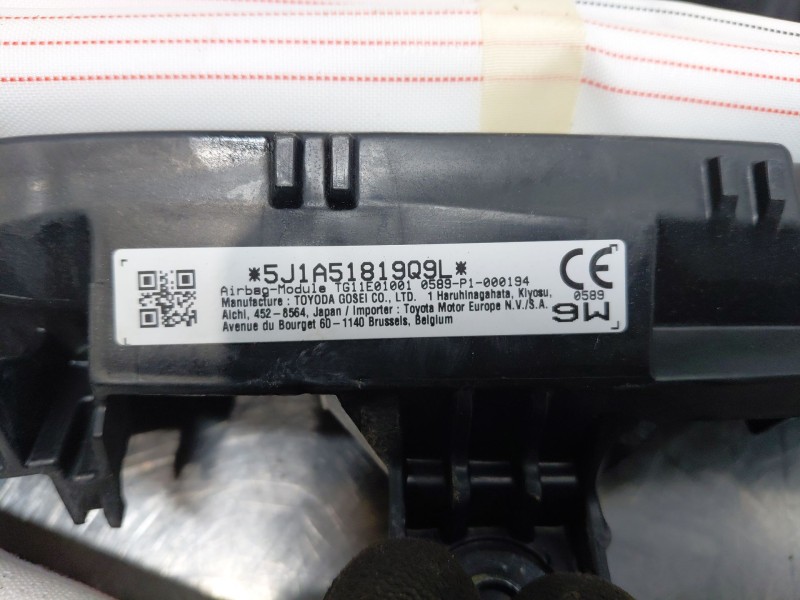 *5J1A51819Q9L*
Airbag-Module TG11E01001 0589-P1-000194
Manufacture : TOYODA GOSEI CO., LTD. 1 Haruhinagahata, Kiyosu,
Aichi, 452-8564, Japan / Importer : Toyota Motor Europe N.V./S.A.
Avenue du Bourget 60-1140 Brussels, Belgium
CE
0589
9W